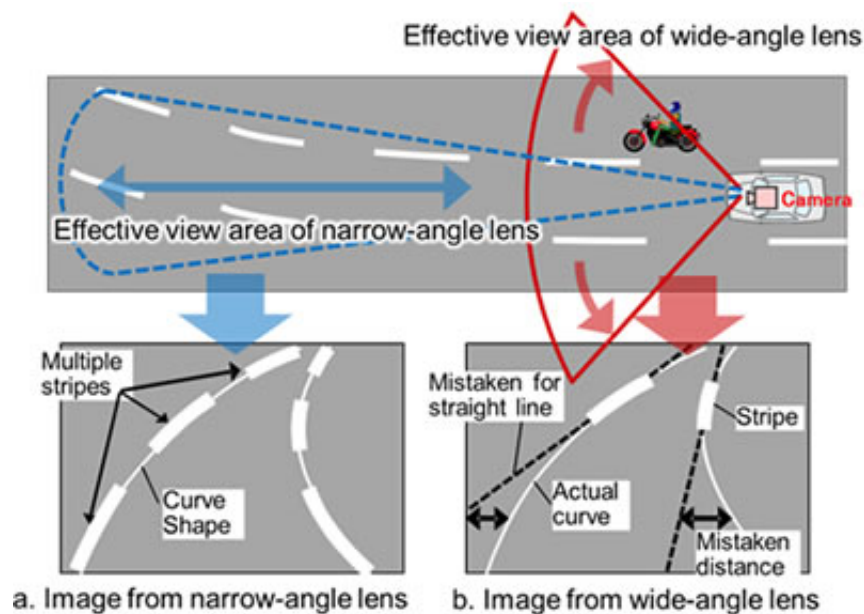 Effective view area of wide-angle lens
Camera
Effective view area of narrow-angle lens
Multiple
stripes
Curve
Shape
Mistaken for
straight line
Stripe
Actual
curve
Mistaken
distance
a. Image from narrow-angle lens
b. Image from wide-angle lens